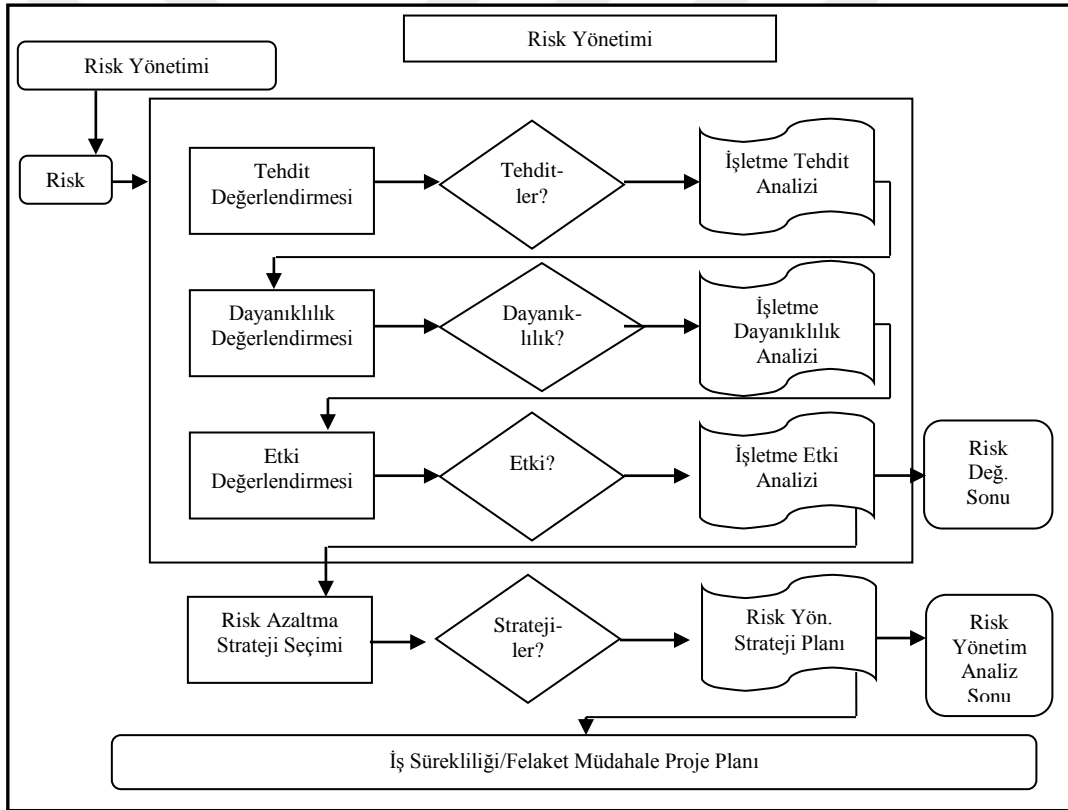 Risk Yönetimi
Risk Yönetimi
Risk
Tehdit
Değerlendirmesi
Tehdit-
ler?
İşletme Tehdit
Analizi
Dayanıklılık
Değerlendirmesi
Dayanık-
lılık?
İşletme
Dayanıklılık
Analizi
Etki
Değerlendirmesi
Etki?
İşletme Etki
Analizi
Risk
Değ.
Sonu
Risk Azaltma
Strateji Seçimi
Strateji-
ler?
Risk Yön.
Strateji Planı
Risk
Yönetim
Analiz
Sonu
İş Sürekliliği/Felaket Müdahale Proje Planı